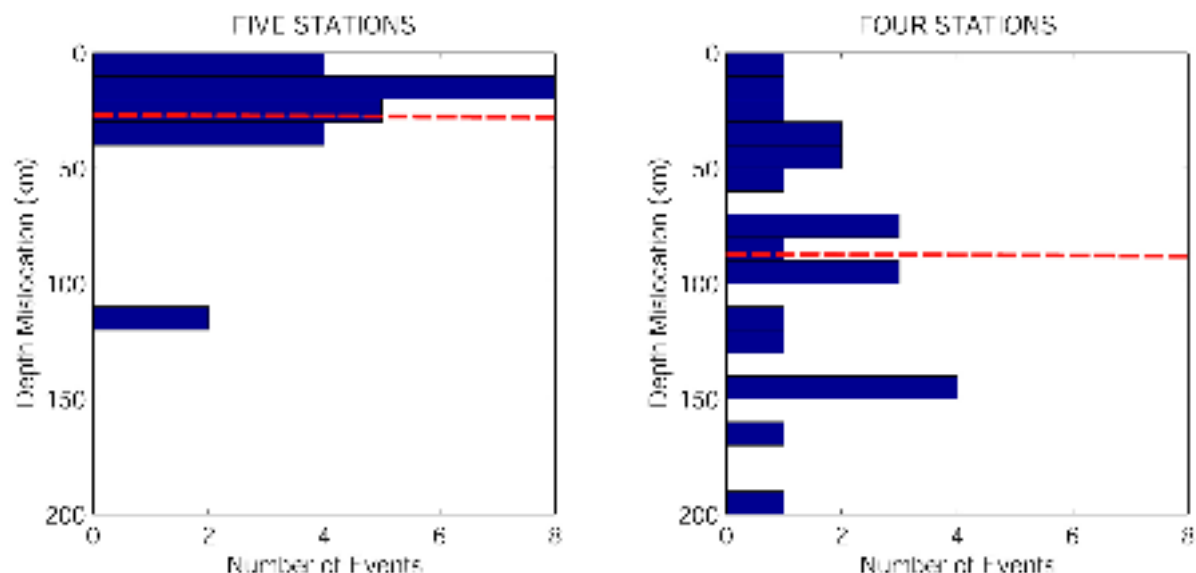 FIVE STATIONS
0
50
100
150
200
0 2 4 6 8
Depth Mislocation (km)
Number of Events
FOUR STATIONS
0
50
100
150
200
0 2 4 6 8
Depth Mislocation (km)
Number of Events